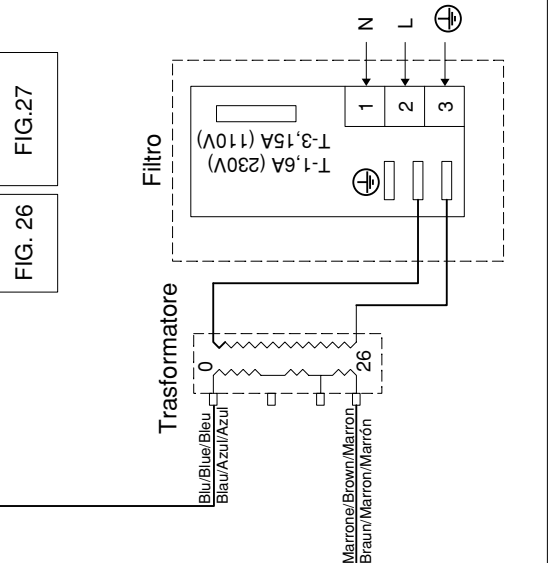 FIG.27
FIG. 26
Filtro
T-1,6A (230V)
T-3,15A (110V)
N
L
1
2
3
Trasformatore
0
26
Blu/Blue/Bleu
Blau/Azul/Azul
Marrone/Brown/Marron
Braun/Marron/Marrón